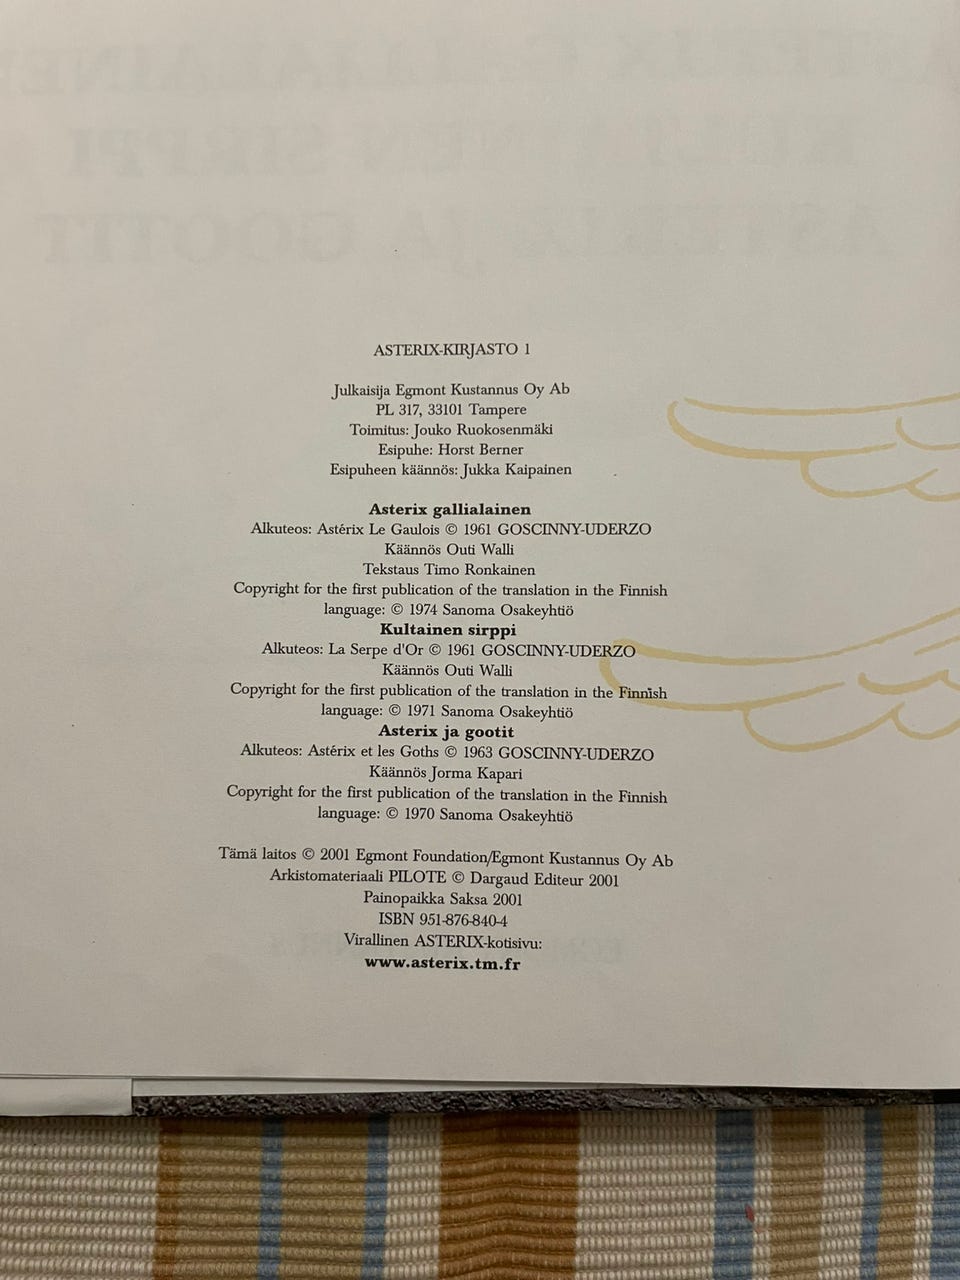 ASTERIX-KIRJASTO 1
Julkaisija Egmont Kustannus Oy Ab
PL 317, 33101 Tampere
Toimitus: Jouko Ruokosenmäki
Esipuhe: Horst Berner
Esipuheen käännös: Jukka Kaipainen
Asterix gallialainen
Alkuteos: Astérix Le Gaulois © 1961 GOSCINNY-UDERZO
Käännös Outi Walli
Tekstaus Timo Ronkainen
Copyright for the first publication of the translation in the Finnish
language: © 1974 Sanoma Osakeyhtiö
Kultainen sirppi
Alkuteos: La Serpe d'Or © 1961 GOSCINNY-UDERZO
Käännös Outi Walli
Copyright for the first publication of the translation in the Finnish
language: © 1971 Sanoma Osakeyhtiö
Asterix ja gootit
Alkuteos: Astérix et les Goths © 1963 GOSCINNY-UDERZO
Käännös Jorma Kapari
Copyright for the first publication of the translation in the Finnish
language: © 1970 Sanoma Osakeyhtiö
Tämä laitos © 2001 Egmont Foundation/Egmont Kustannus Oy Ab
Arkistomateriaali PILOTE © Dargaud Editeur 2001
Painopaikka Saksa 2001
ISBN 951-876-840-4
Virallinen ASTERIX-kotisivu:
www.asterix.tm.fr